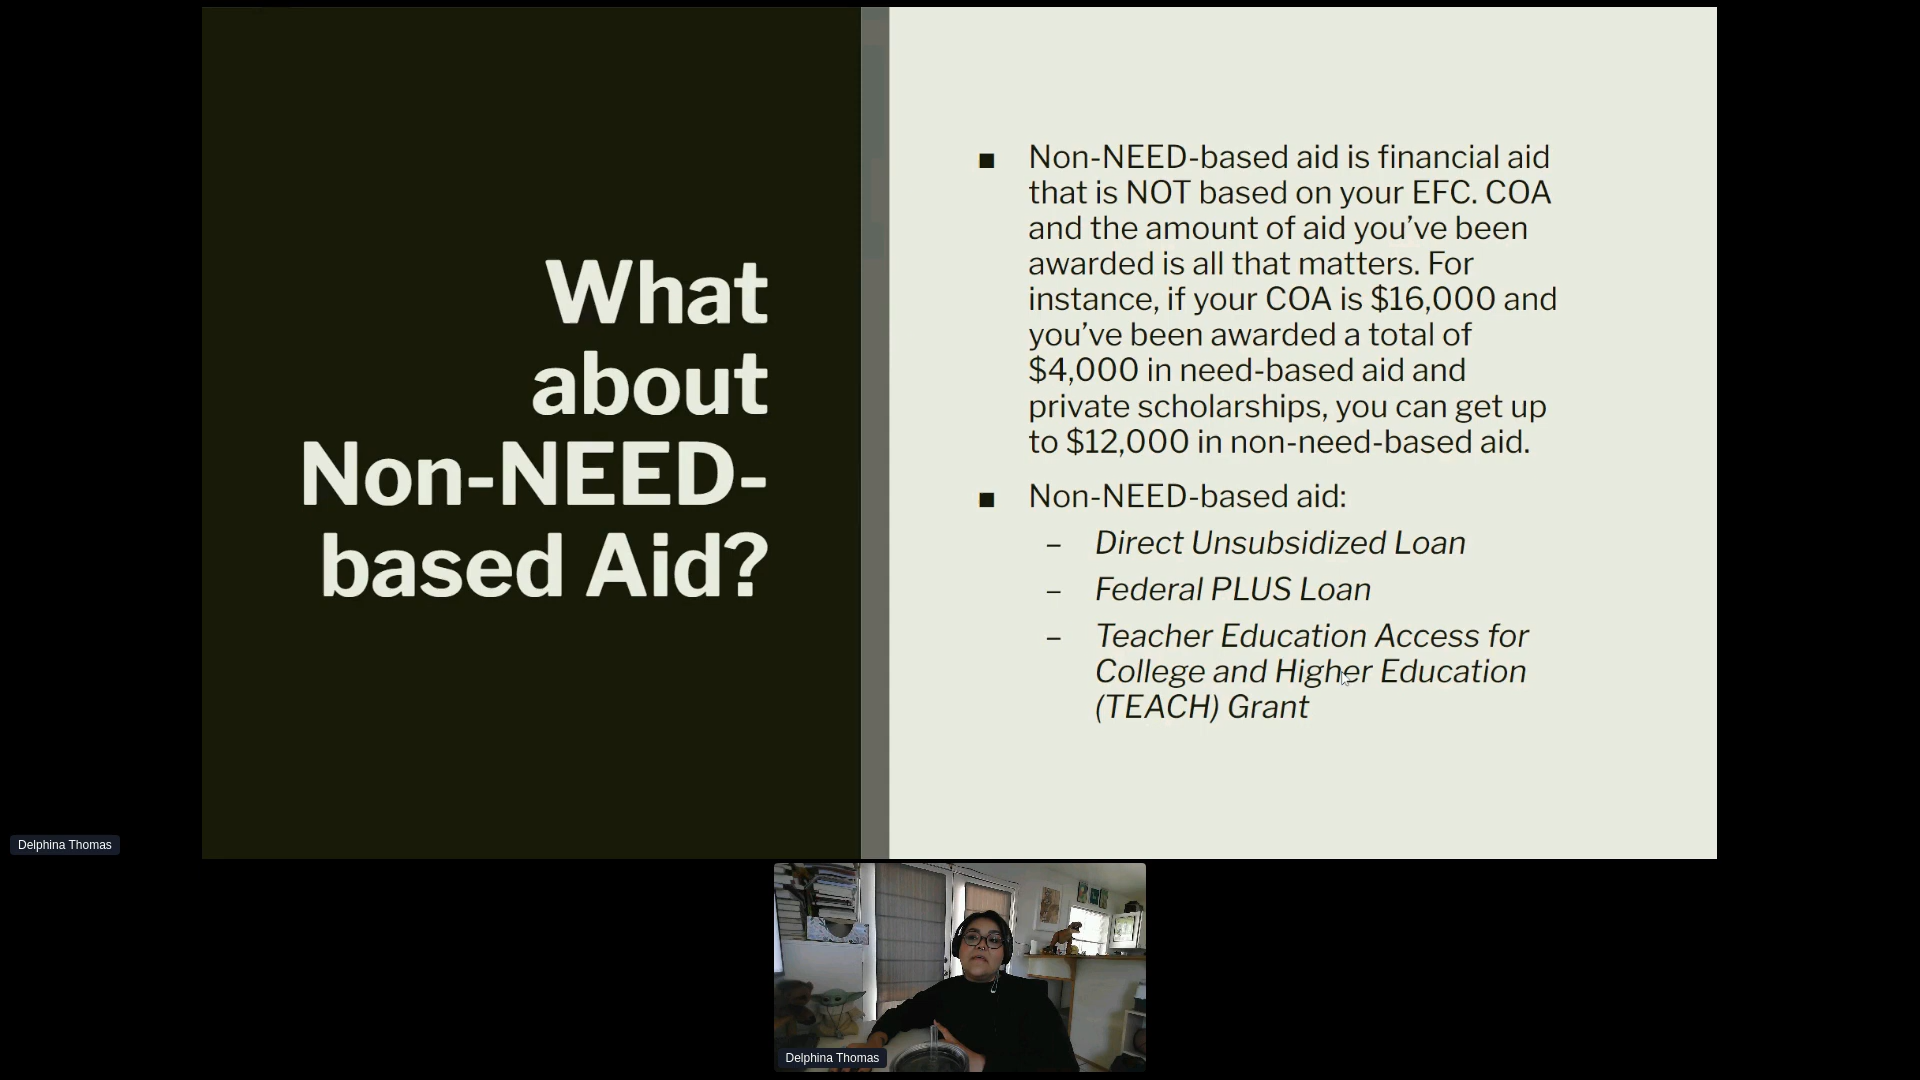 What
about
Non-NEED-
based Aid?
■ Non-NEED-based aid is financial aid
that is NOT based on your EFC. COA
and the amount of aid you’ve been
awarded is all that matters. For
instance, if your COA is $16,000 and
you’ve been awarded a total of
$4,000 in need-based aid and
private scholarships, you can get up
to $12,000 in non-need-based aid.
■ Non-NEED-based aid:
– Direct Unsubsidized Loan
– Federal PLUS Loan
– Teacher Education Access for
College and Higher Education
(TEACH) Grant
Delphina Thomas
Delphina Thomas